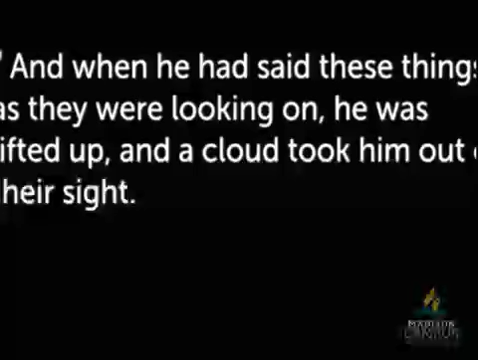 And when he had said these things
as they were looking on, he was
lifted up, and a cloud took him out
their sight.